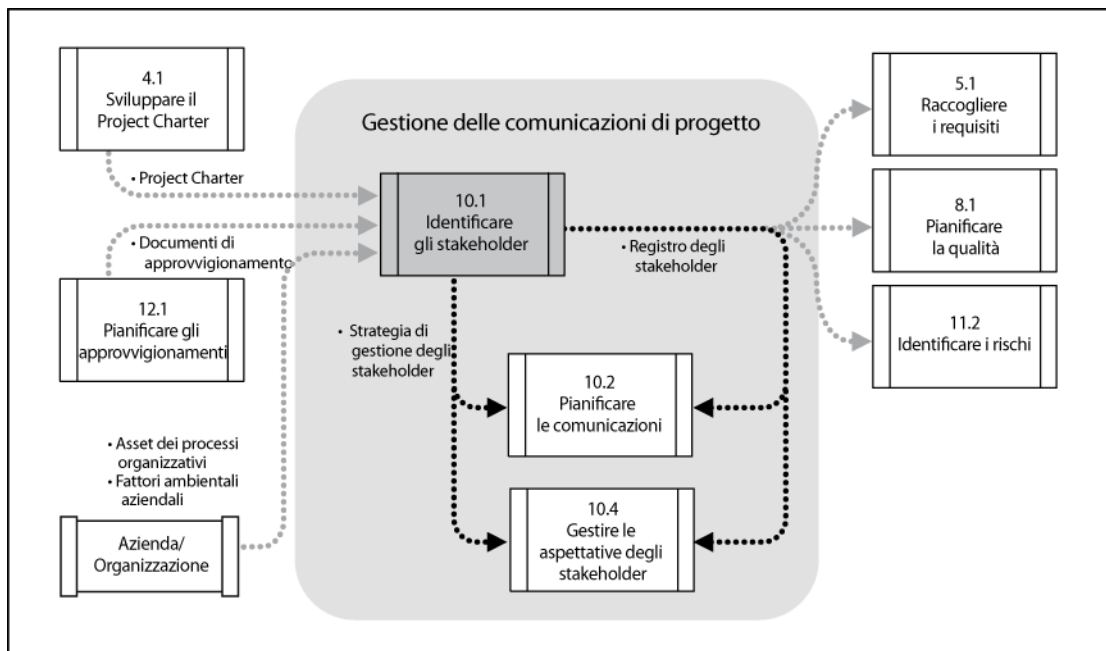 4.1
Sviluppare il
Project Charter
• Project Charter
• Documenti di
approvvigionamento
12.1
Pianificare gli
approvvigionamenti
• Asset dei processi
organizzativi
• Fattori ambientali
aziendali
Azienda/
Organizzazione
Gestione delle comunicazioni di progetto
10.1
Identificare
gli stakeholder
• Registro degli
stakeholder
• Strategia di
gestione degli
stakeholder
10.2
Pianificare
le comunicazioni
10.4
Gestire le
aspettative degli
stakeholder
5.1
Raccogliere
i requisiti
8.1
Pianificare
la qualità
11.2
Identificare i rischi